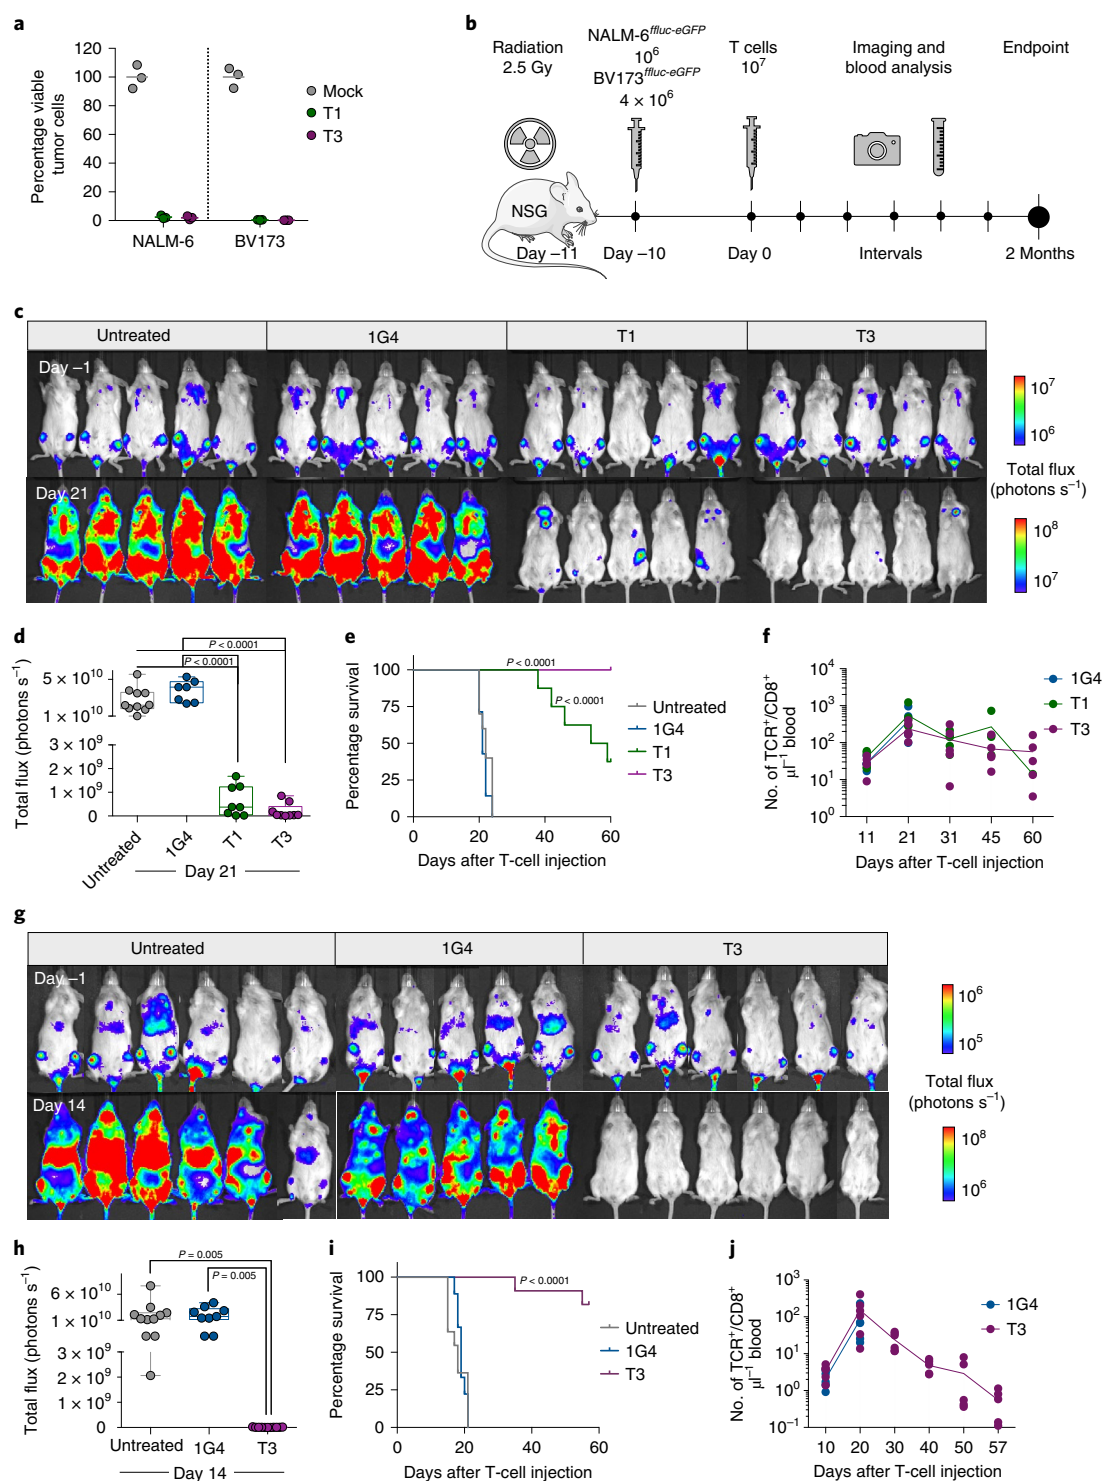 a
120
100
80
60
40
20
0
Percentage viable
tumor cells
NALM-6
BV173
Mock
T1
T3
b
Radiation
2.5 Gy
NALM-6ffluc-eGFP
10⁶
BV173ffluc-eGFP
4 × 10⁶
T cells
10⁷
Imaging and
blood analysis
Endpoint
NSG
Day −11
Day −10
Day 0
Intervals
2 Months
c
Untreated
1G4
T1
T3
Day −1
Day 21
10⁷
10⁶
Total flux
(photons s⁻¹)
10⁸
10⁷
d
Total flux (photons s⁻¹)
5 × 10¹⁰
1 × 10¹⁰
3 × 10⁹
2 × 10⁹
1 × 10⁹
0
P < 0.0001
P < 0.0001
Untreated
1G4
T1
T3
Day 21
e
Percentage survival
100
75
50
25
0
P < 0.0001
P < 0.0001
0
20
40
60
Days after T-cell injection
Untreated
1G4
T1
T3
f
No. of TCR⁺/CD8⁺
µl⁻¹ blood
10⁴
10³
10²
10¹
10⁰
11
21
31
45
60
Days after T-cell injection
1G4
T1
T3
g
Untreated
1G4
T3
Day −1
Day 14
10⁶
10⁵
Total flux
(photons s⁻¹)
10⁸
10⁶
h
Total flux (photons s⁻¹)
6 × 10¹⁰
1 × 10¹⁰
3 × 10⁹
2 × 10⁹
1 × 10⁹
0
P = 0.005
P = 0.005
Untreated
1G4
T3
Day 14
i
Percentage survival
100
75
50
25
0
P < 0.0001
0
20
40
60
Days after T-cell injection
Untreated
1G4
T3
j
No. of TCR⁺/CD8⁺
µl⁻¹ blood
10³
10²
10¹
10⁰
10⁻¹
10
20
30
40
50
57
Days after T-cell injection
1G4
T3